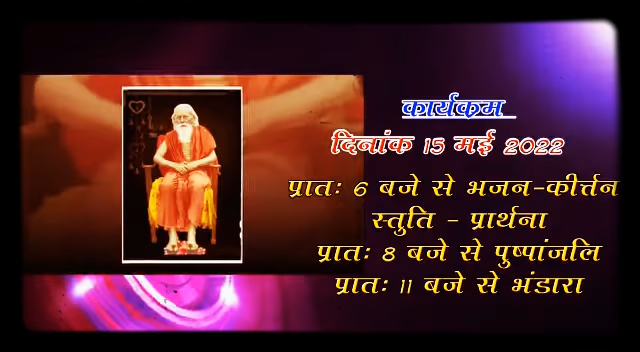 कार्यक्रम
दिनांक 15 मई 2022
प्रातः 6 बजे से भजन-कीर्त्तन
स्तुति - प्रार्थना
प्रातः 8 बजे से पुष्पांजलि
प्रातः 11 बजे से भंडारा